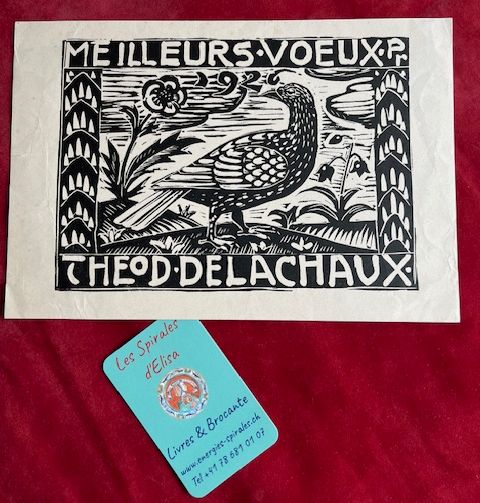 MEILLEURS·VOEUX·Pr
1926
THEOD·DELACHAUX·
Les Spirales
d'Elisa
Livres & Brocante
www.energies-spirales.ch
Tel +41 78 681 01 07